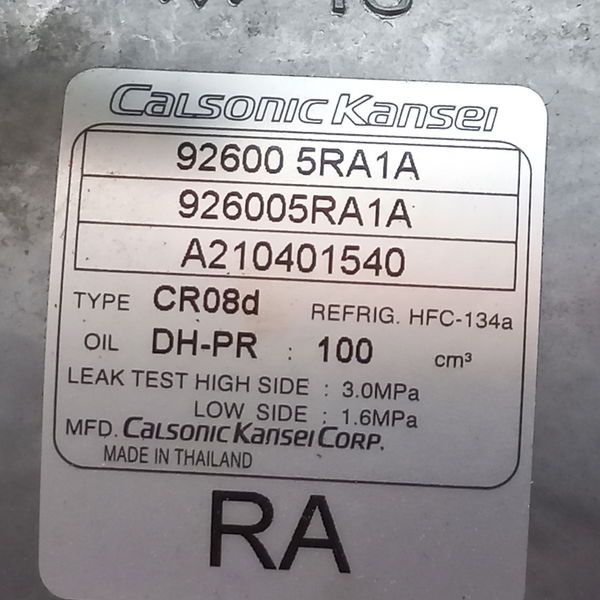 Calsonic Kansei
92600 5RA1A
926005RA1A
A210401540
TYPE CR08d REFRIG. HFC-134a
OIL DH-PR : 100 cm³
LEAK TEST HIGH SIDE : 3.0MPa
LOW SIDE : 1.6MPa
MFD. Calsonic Kansei Corp.
MADE IN THAILAND
RA